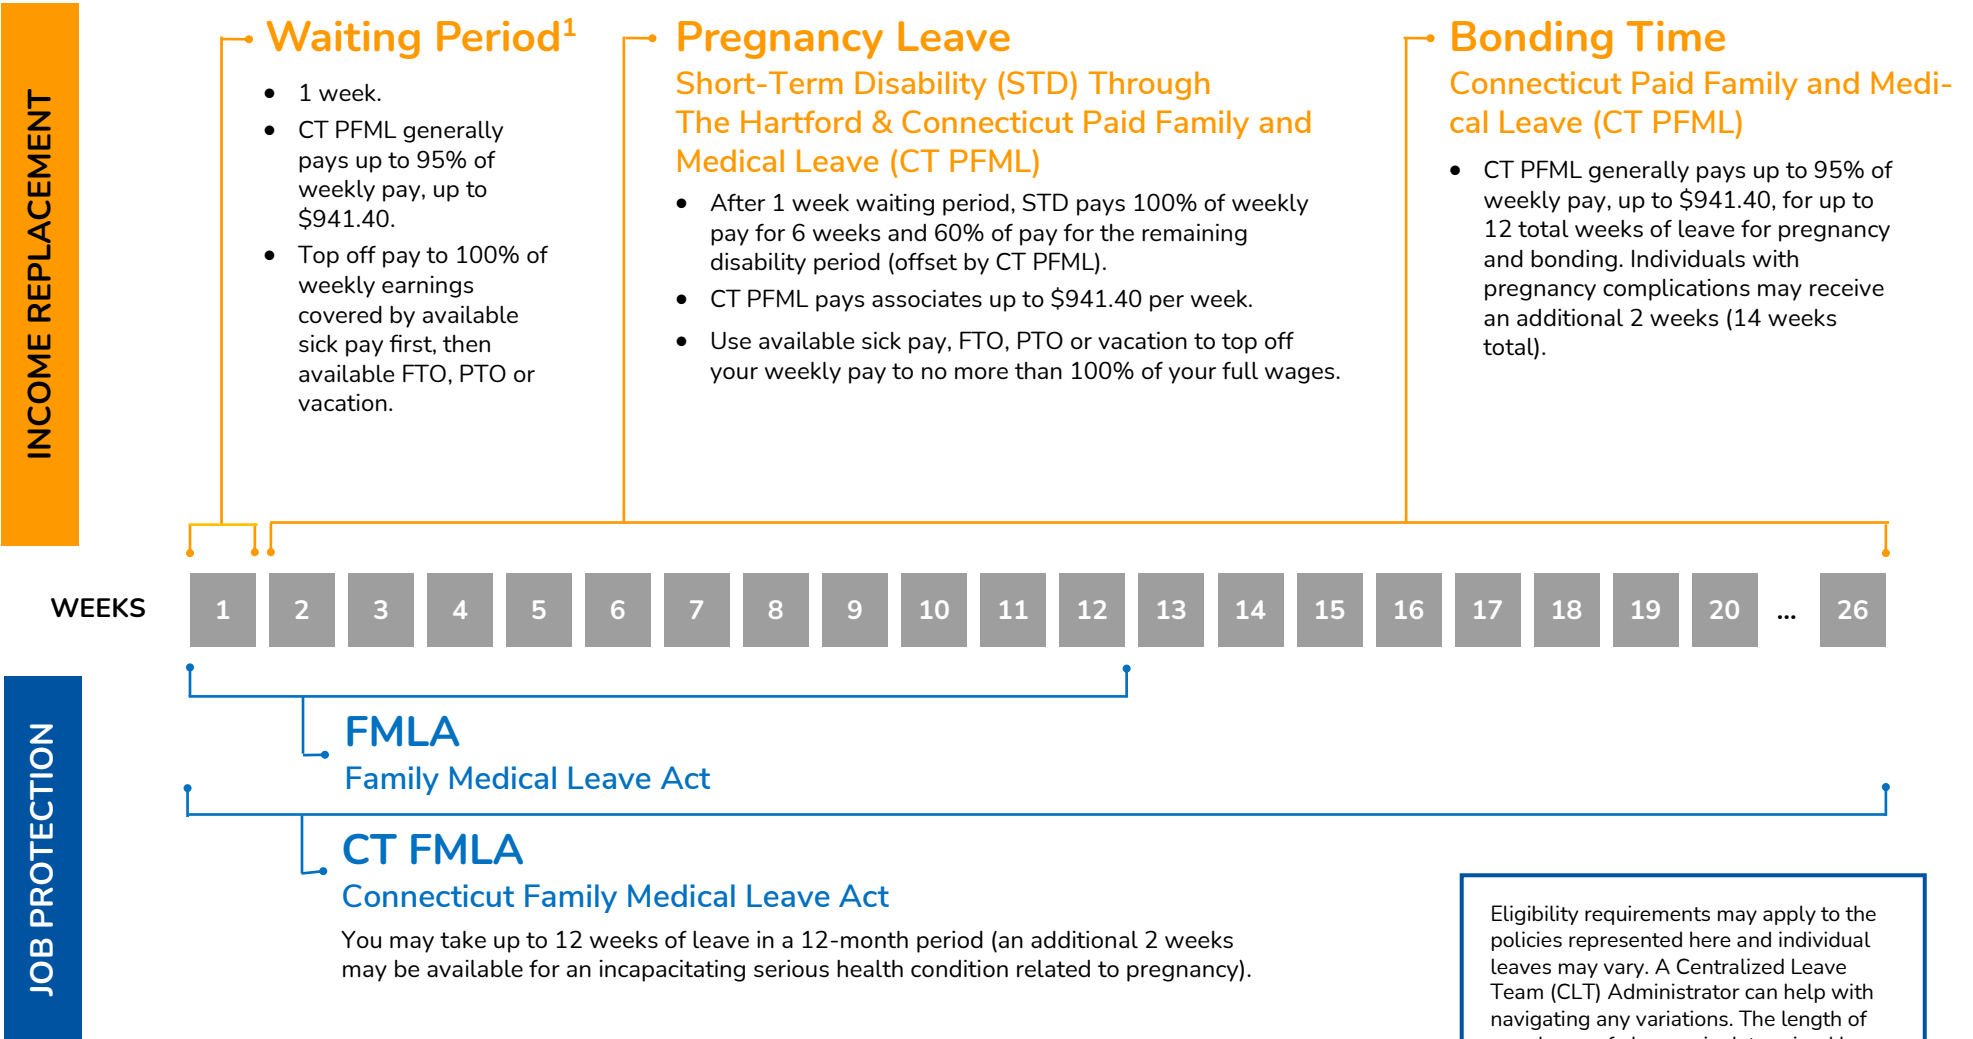 INCOME REPLACEMENT
Waiting Period¹
• 1 week.
• CT PFML generally
pays up to 95% of
weekly pay, up to
$941.40.
• Top off pay to 100% of
weekly earnings
covered by available
sick pay first, then
available FTO, PTO or
vacation.
Pregnancy Leave
Short-Term Disability (STD) Through
The Hartford & Connecticut Paid Family and
Medical Leave (CT PFML)
• After 1 week waiting period, STD pays 100% of weekly
pay for 6 weeks and 60% of pay for the remaining
disability period (offset by CT PFML).
• CT PFML pays associates up to $941.40 per week.
• Use available sick pay, FTO, PTO or vacation to top off
your weekly pay to no more than 100% of your full wages.
Bonding Time
Connecticut Paid Family and Medi-
cal Leave (CT PFML)
• CT PFML generally pays up to 95% of
weekly pay, up to $941.40, for up to
12 total weeks of leave for pregnancy
and bonding. Individuals with
pregnancy complications may receive
an additional 2 weeks (14 weeks
total).
WEEKS 1 2 3 4 5 6 7 8 9 10 11 12 13 14 15 16 17 18 19 20 ... 26
JOB PROTECTION
FMLA
Family Medical Leave Act
CT FMLA
Connecticut Family Medical Leave Act
You may take up to 12 weeks of leave in a 12-month period (an additional 2 weeks
may be available for an incapacitating serious health condition related to pregnancy).
Eligibility requirements may apply to the
policies represented here and individual
leaves may vary. A Centralized Leave
Team (CLT) Administrator can help with
navigating any variations. The length of